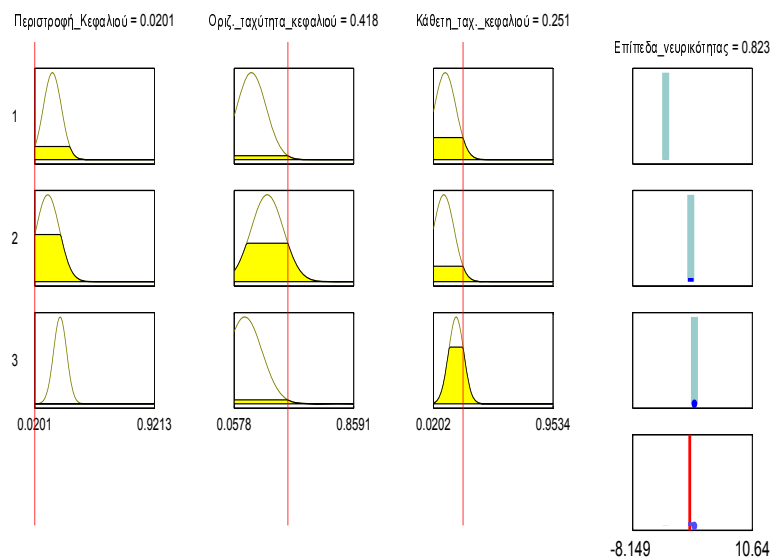 Περιστροφή_Κεφαλιού = 0.0201
Οριζ._ταχύτητα_κεφαλιού = 0.418
Κάθετη_ταχ._κεφαλιού = 0.251
Επίπεδα_νευρικότητας = 0.823
1
2
3
0.0201 0.9213
0.0578 0.8591
0.0202 0.9534
-8.149 10.64